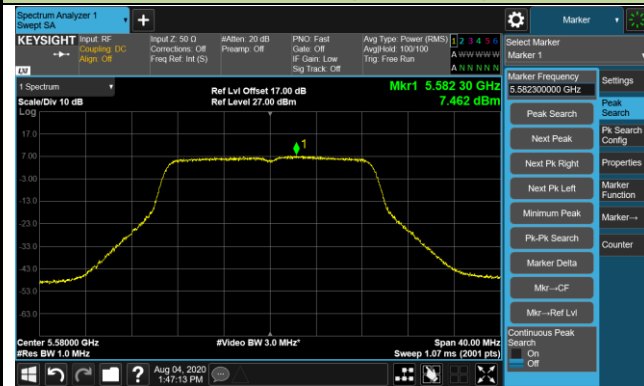 Spectrum Analyzer 1
Swept SA
Marker
KEYSIGHT
Input: RF
Coupling: DC
Align: Off
Input Z: 50 Ω
Corrections: Off
Freq Ref: Int (S)
#Atten: 20 dB
Preamp: Off
PNO: Fast
Gate: Off
IF Gain: Low
Sig Track: Off
Avg Type: Power (RMS)
Avg|Hold: 100/100
Trig: Free Run
1 2 3 4 5 6
A W W W W W
A N N N N N
LXI
Select Marker
Marker 1
1 Spectrum
Scale/Div 10 dB
Log
Ref Lvl Offset 17.00 dB
Ref Level 27.00 dBm
Mkr1 5.582 30 GHz
7.462 dBm
1
17.0
7.00
-3.00
-13.0
-23.0
-33.0
-43.0
-53.0
-63.0
Center 5.58000 GHz
#Res BW 1.0 MHz
#Video BW 3.0 MHz*
Span 40.00 MHz
Sweep 1.07 ms (2001 pts)
Marker Frequency
5.582300000 GHz
Peak Search
Next Peak
Next Pk Right
Next Pk Left
Minimum Peak
Pk-Pk Search
Marker Delta
Mkr→CF
Mkr→Ref Lvl
Continuous Peak
Search
On
Off
Settings
Peak
Search
Pk Search
Config
Properties
Marker
Function
Marker→
Counter
Aug 04, 2020
1:47:13 PM